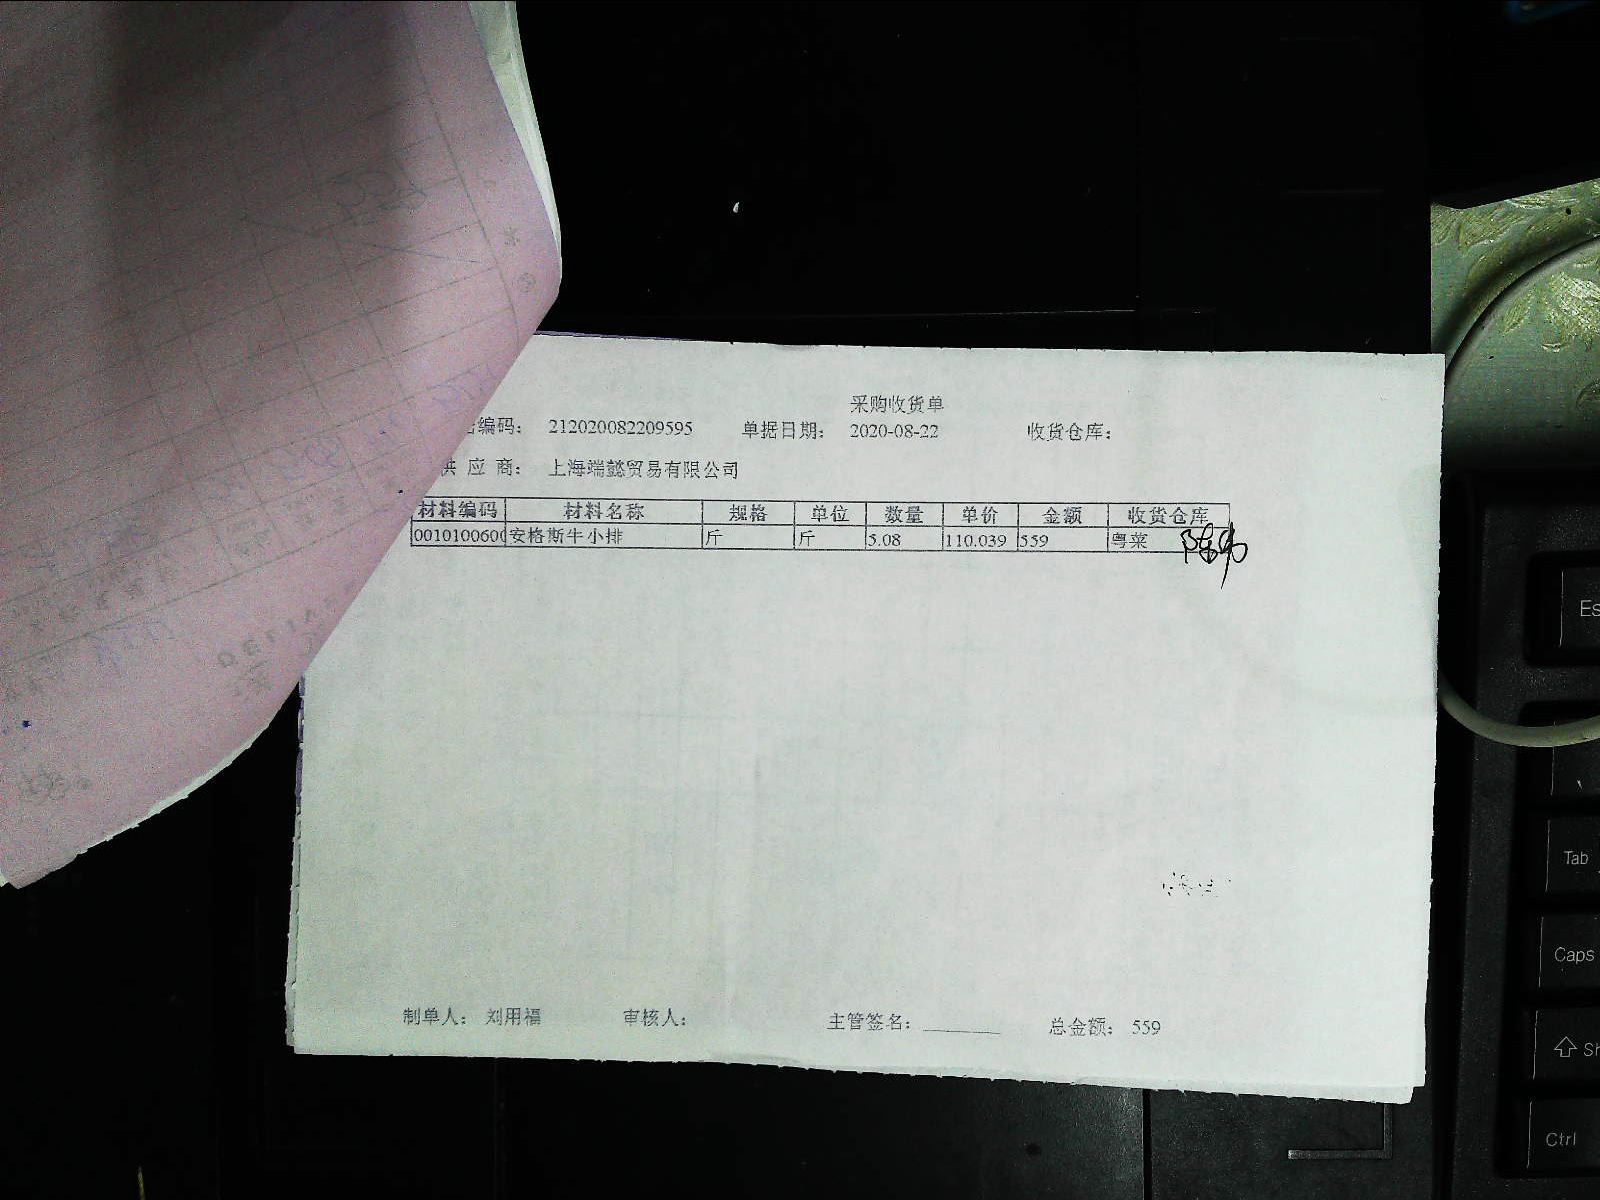 采购收货单
编码： 212020082209595 单据日期： 2020-08-22 收货仓库：
供 应 商： 上海端懿贸易有限公司
材料编码 材料名称 规格 单位 数量 单价 金额 收货仓库
0010100600 安格斯牛小排 斤 斤 5.08 110.039 559 粤菜
制单人： 刘用福 审核人： 主管签名：________ 总金额： 559
Es
Tab
Caps
Sh
Ctrl